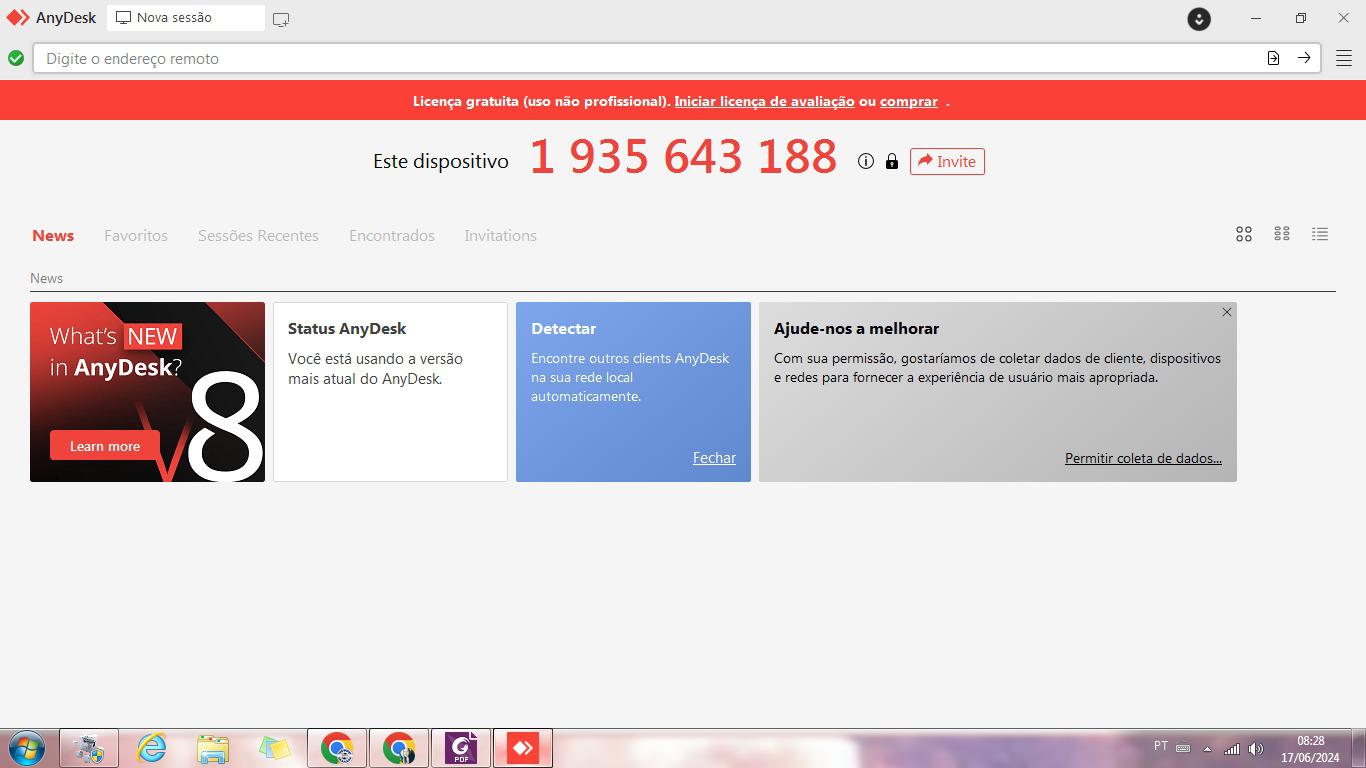 AnyDesk
Nova sessão
Digite o endereço remoto
Licença gratuita (uso não profissional). Iniciar licença de avaliação ou comprar .
Este dispositivo 1 935 643 188 Invite
News Favoritos Sessões Recentes Encontrados Invitations
News
What's NEW
in AnyDesk?
V8
Learn more
Status AnyDesk
Você está usando a versão
mais atual do AnyDesk.
Detectar
Encontre outros clients AnyDesk
na sua rede local
automaticamente.
Fechar
Ajude-nos a melhorar
Com sua permissão, gostaríamos de coletar dados de cliente, dispositivos
e redes para fornecer a experiência de usuário mais apropriada.
Permitir coleta de dados...
PDF
PT
08:28
17/06/2024